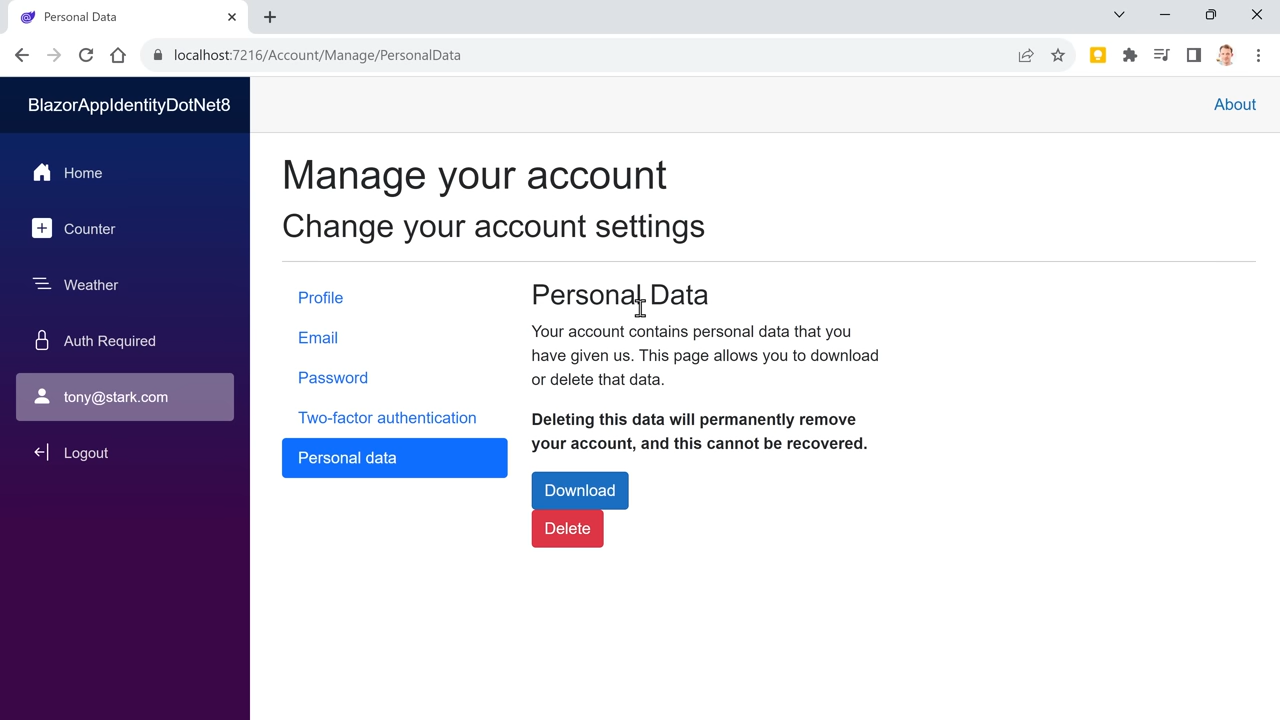 Personal Data
localhost:7216/Account/Manage/PersonalData
BlazorAppIdentityDotNet8
About
Home
Counter
Weather
Auth Required
tony@stark.com
Logout
Manage your account
Change your account settings
Profile
Email
Password
Two-factor authentication
Personal data
Personal Data
Your account contains personal data that you
have given us. This page allows you to download
or delete that data.
Deleting this data will permanently remove
your account, and this cannot be recovered.
Download
Delete